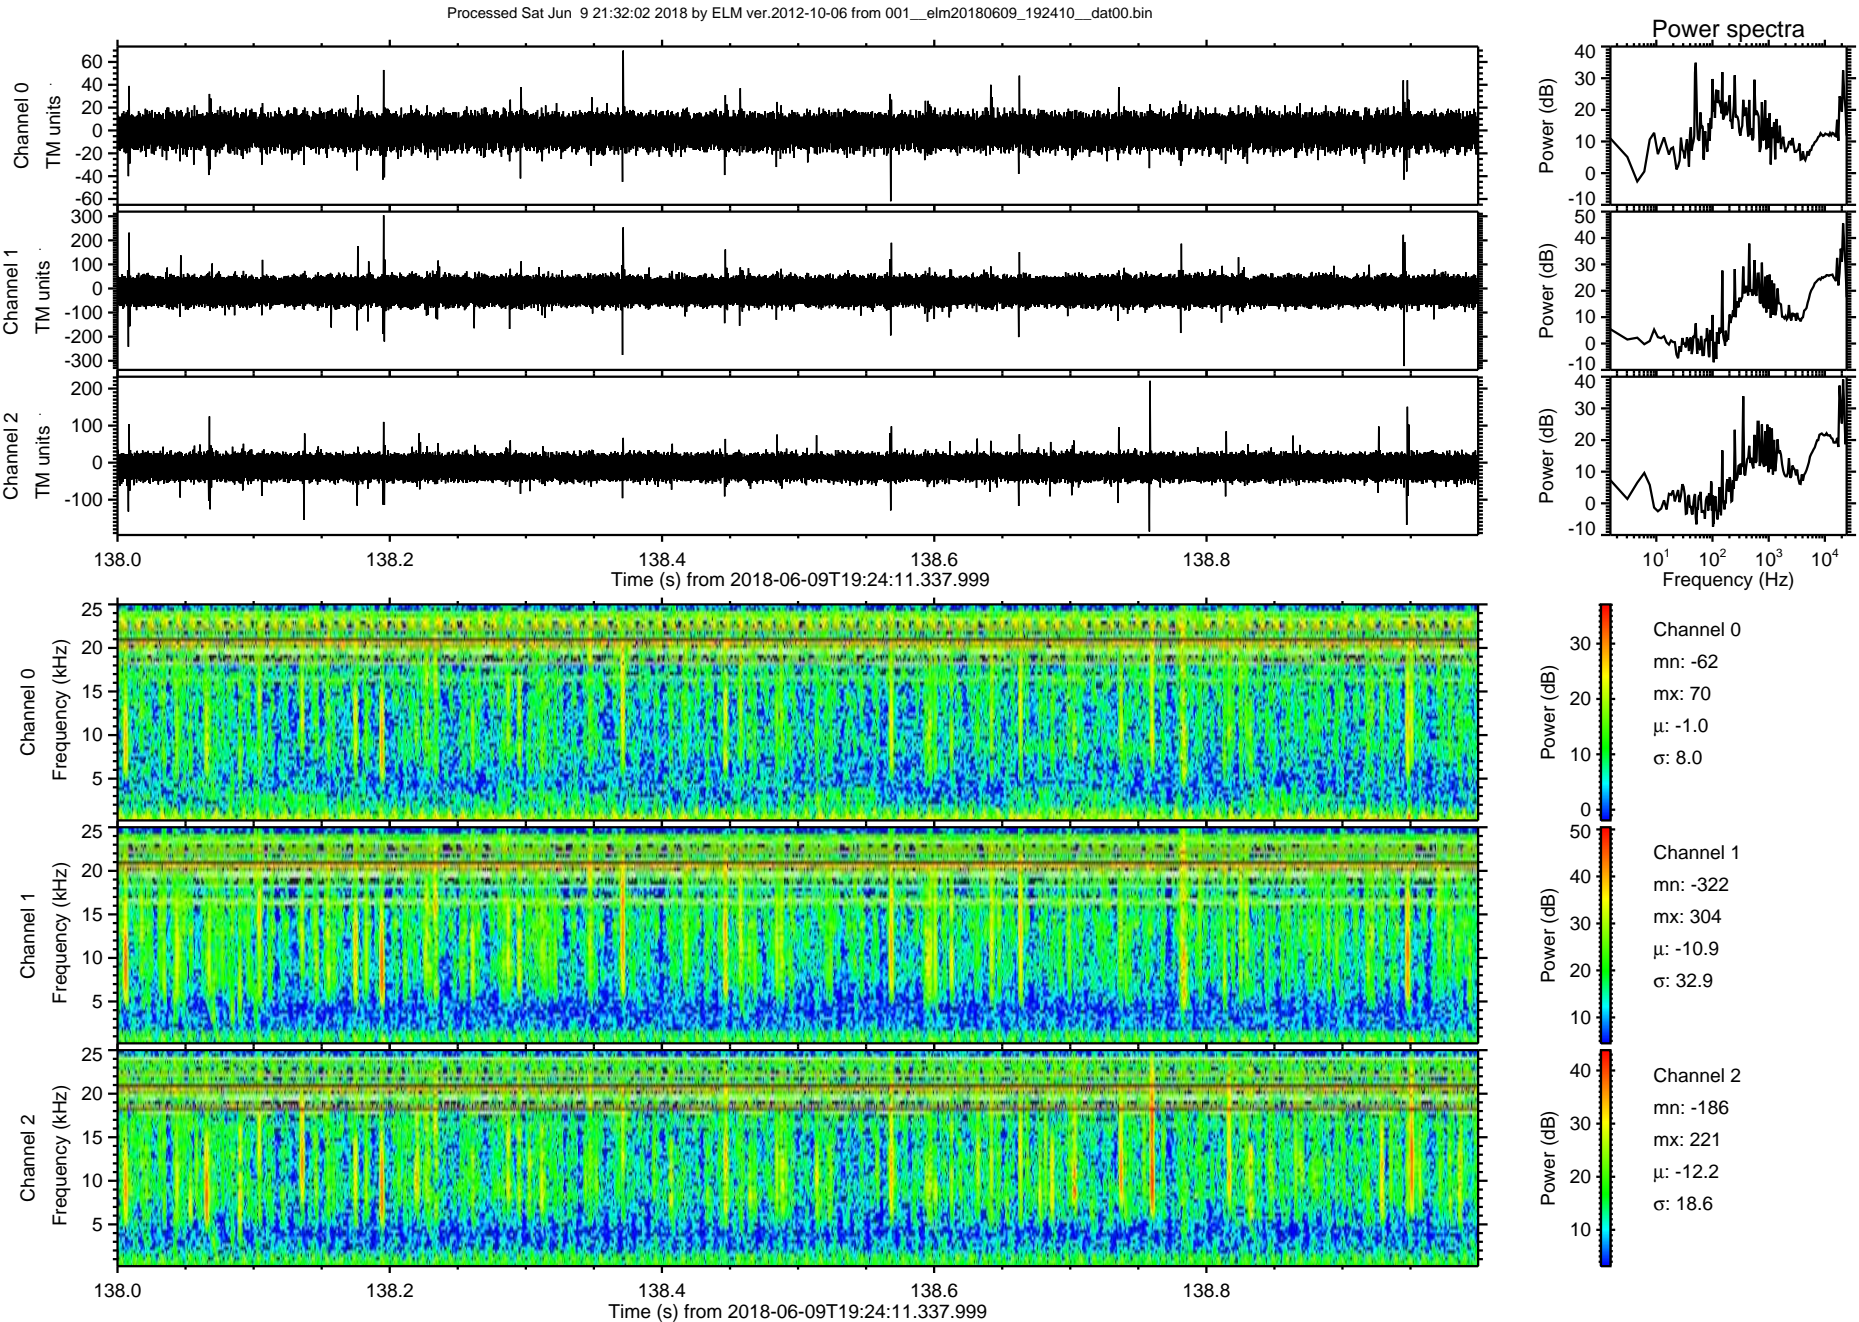 Processed Sat Jun  9 21:32:02 2018 by ELM ver.2012-10-06 from 001__elm20180609_192410__dat00.bin
Power spectra
Channel 0
TM units
60
40
20
0
-20
-40
-60
Power (dB)
40
30
20
10
0
-10
Channel 1
TM units
300
200
100
0
-100
-200
-300
Power (dB)
50
40
30
20
10
0
-10
Channel 2
TM units
200
100
0
-100
Power (dB)
40
30
20
10
0
-10
138.0 138.2 138.4 138.6 138.8
Time (s) from 2018-06-09T19:24:11.337.999
10^1 10^2 10^3 10^4
Frequency (Hz)
Channel 0
Frequency (kHz)
25
20
15
10
5
Power (dB)
30
20
10
0
Channel 0
mn: -62
mx: 70
μ: -1.0
σ: 8.0
Channel 1
Frequency (kHz)
25
20
15
10
5
Power (dB)
50
40
30
20
10
Channel 1
mn: -322
mx: 304
μ: -10.9
σ: 32.9
Channel 2
Frequency (kHz)
25
20
15
10
5
Power (dB)
40
30
20
10
Channel 2
mn: -186
mx: 221
μ: -12.2
σ: 18.6
138.0 138.2 138.4 138.6 138.8
Time (s) from 2018-06-09T19:24:11.337.999